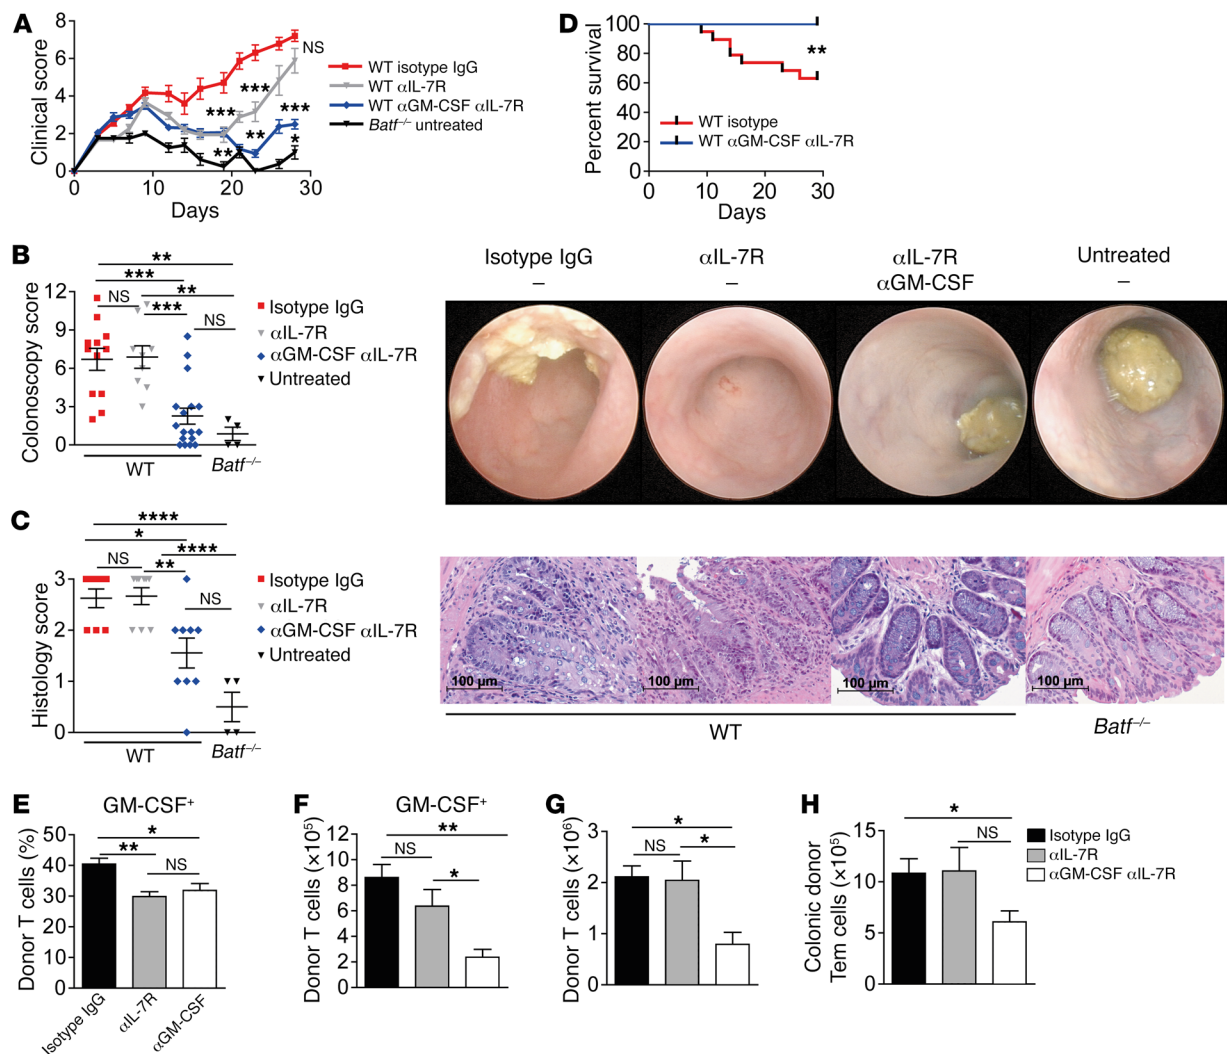 A
8
6
4
2
0
Clinical score
0 10 20 30
Days
NS
***
***
***
**
**
*
WT isotype IgG
WT αIL-7R
WT αGM-CSF αIL-7R
Batf–/– untreated
D
100
80
60
40
20
0
Percent survival
0 10 20 30
Days
**
WT isotype
WT αGM-CSF αIL-7R
B
**
***
NS **
***
NS
12
9
6
3
0
Colonoscopy score
WT Batf–/–
Isotype IgG
αIL-7R
αGM-CSF αIL-7R
Untreated
Isotype IgG αIL-7R αIL-7R Untreated
– – αGM-CSF –
C
****
*
NS ****
**
NS
3
2
1
0
Histology score
WT Batf–/–
Isotype IgG
αIL-7R
αGM-CSF αIL-7R
Untreated
100 µm 100 µm 100 µm 100 µm
WT Batf–/–
E
GM-CSF+
*
**
NS
50
40
30
20
10
0
Donor T cells (%)
Isotype IgG
αIL-7R
αGM-CSF
F
GM-CSF+
**
NS
*
12
10
8
6
4
2
0
Donor T cells (×10⁵)
G
*
NS *
3
2
1
0
Donor T cells (×10⁶)
H
*
NS
15
10
5
0
Colonic donor
Tem cells (×10⁵)
Isotype IgG
αIL-7R
αGM-CSF αIL-7R